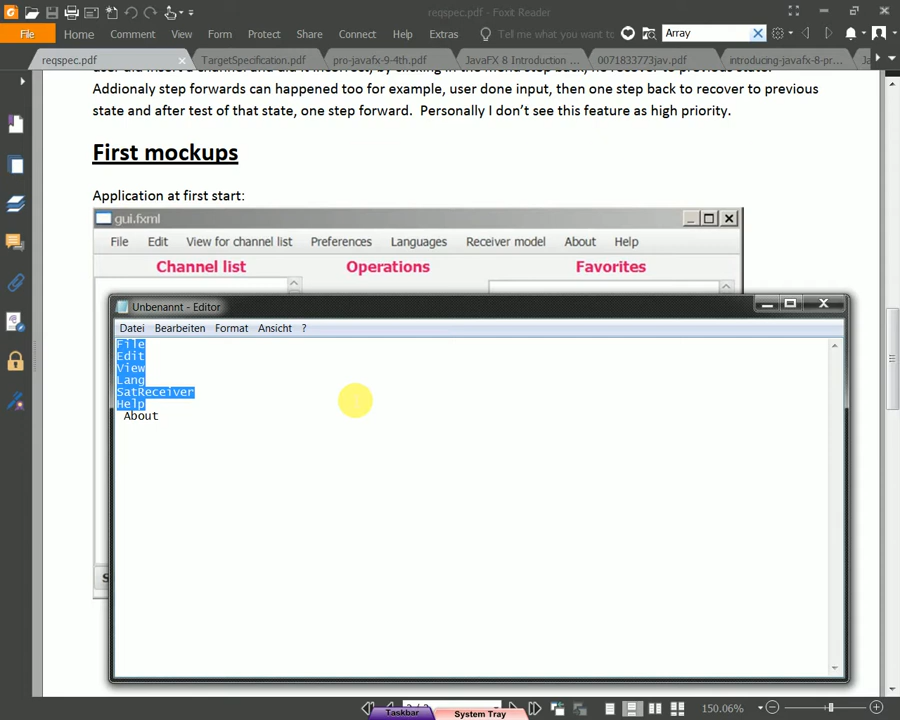 reqspec.pdf - Foxit Reader
File Home Comment View Form Protect Share Connect Help Extras Tell me what you want to Array
reqspec.pdf TargetSpecification.pdf pro-javafx-9-4th.pdf JavaFX 8 Introduction ... 0071833773jav.pdf introducing-javafx-8-pr...
Addionaly step forwards can happened too for example, user done input, then one step back to recover to previous
state and after test of that state, one step forward. Personally I don't see this feature as high priority.
First mockups
Application at first start:
gui.fxml
File Edit View for channel list Preferences Languages Receiver model About Help
Channel list Operations Favorites
Unbenannt - Editor
Datei Bearbeiten Format Ansicht ?
File
Edit
View
Lang
SatReceiver
Help
About
150.06%
Taskbar System Tray